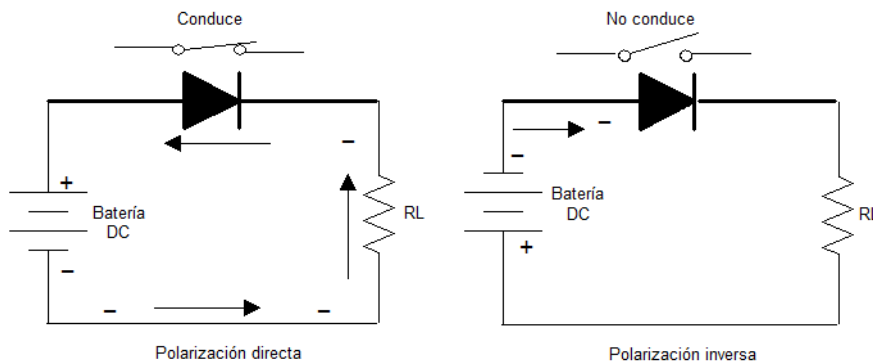 Conduce
No conduce
–
–
–
+
Batería
DC
RL
–
–
–
Batería
DC
+
RL
Polarización directa
Polarización inversa